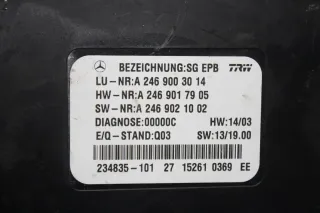 BEZEICHNUNG:SG EPB TRW
LU-NR:A 246 900 30 14
HW-NR:A 246 901 79 05
SW-NR:A 246 902 10 02
DIAGNOSE:00000C HW:14/03
E/Q-STAND:Q03 SW:13/19.00
234835-101 27 15261 0369 EE